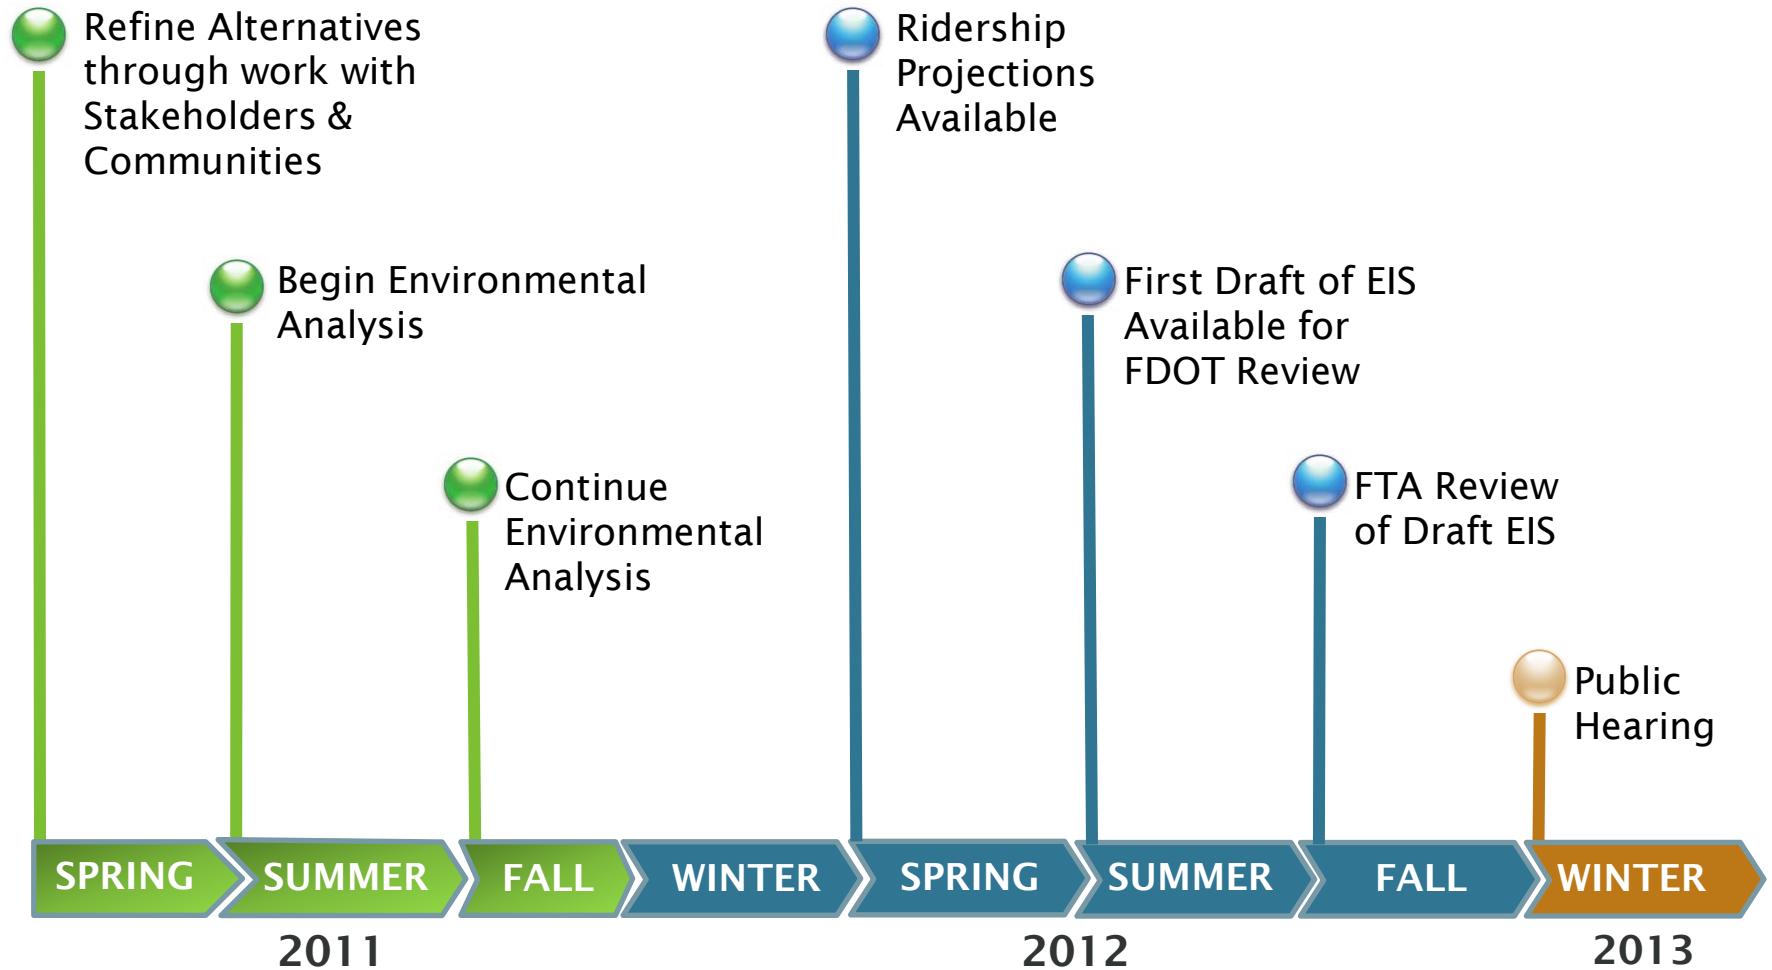 Refine Alternatives
through work with
Stakeholders &
Communities
Ridership
Projections
Available
Begin Environmental
Analysis
First Draft of EIS
Available for
FDOT Review
Continue
Environmental
Analysis
FTA Review
of Draft EIS
Public
Hearing
SPRING SUMMER FALL WINTER SPRING SUMMER FALL WINTER
2011 2012 2013